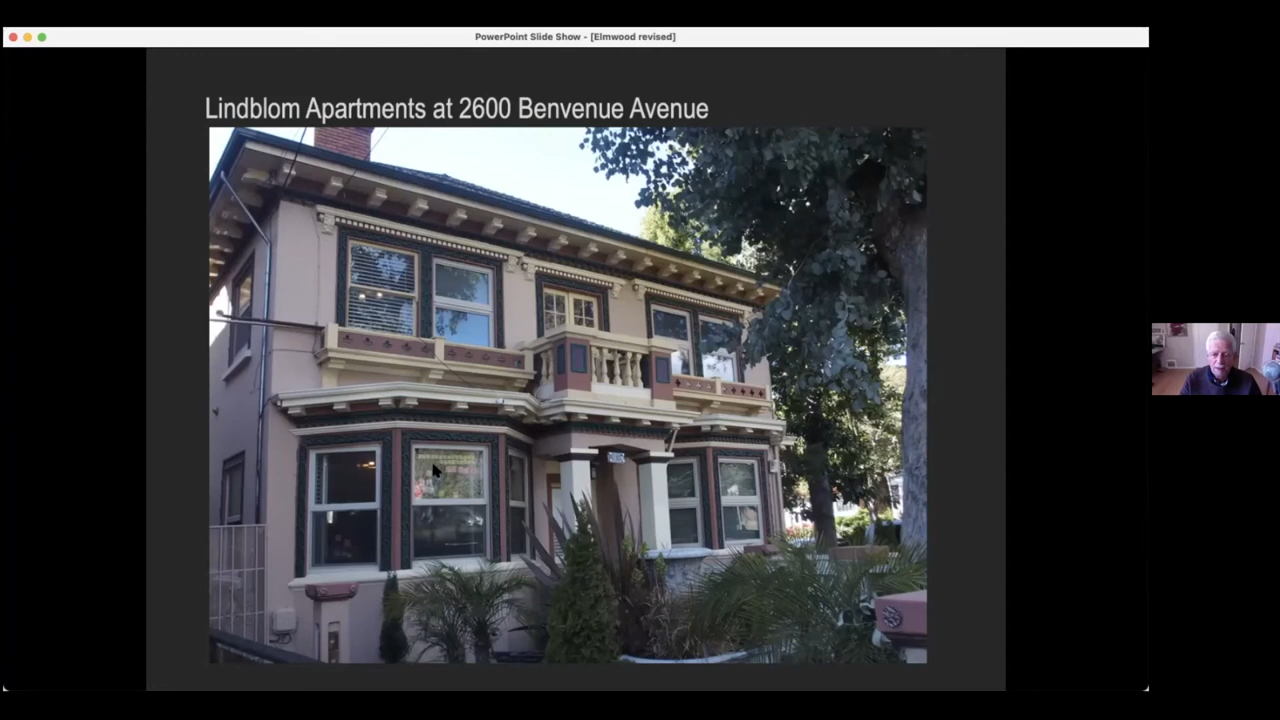 PowerPoint Slide Show - [Elmwood revised]
Lindblom Apartments at 2600 Benvenue Avenue